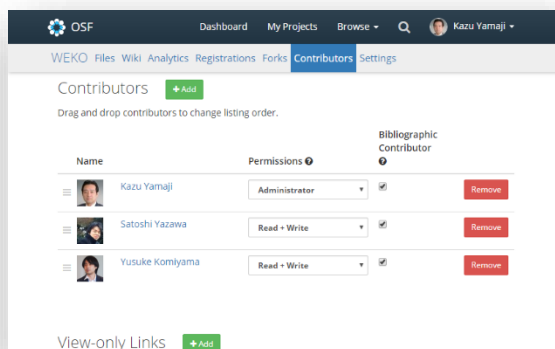 OSF Dashboard My Projects Browse Kazu Yamaji
WEKO Files Wiki Analytics Registrations Forks Contributors Settings
Contributors + Add
Drag and drop contributors to change listing order.
Name Permissions ? Bibliographic Contributor ?
Kazu Yamaji Administrator Remove
Satoshi Yazawa Read + Write Remove
Yusuke Komiyama Read + Write Remove
View-only Links + Add